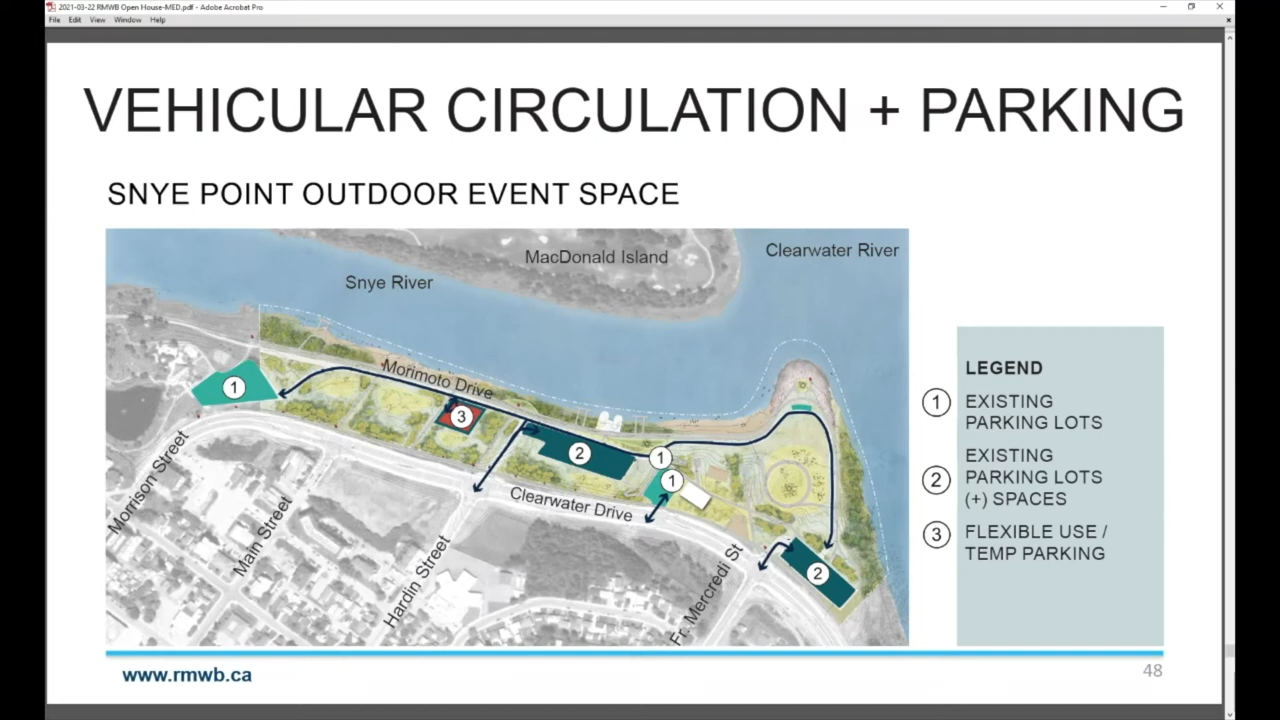 2021-03-22 RMWB Open House-MED.pdf - Adobe Acrobat Pro
File Edit View Window Help
VEHICULAR CIRCULATION + PARKING
SNYE POINT OUTDOOR EVENT SPACE
Clearwater River
MacDonald Island
Snye River
Morimoto Drive
1
3
2
1
1
Clearwater Drive
2
Morrison Street
Main Street
Hardin Street
Fr. Mercredi St
LEGEND
1 EXISTING
PARKING LOTS
2 EXISTING
PARKING LOTS
(+) SPACES
3 FLEXIBLE USE /
TEMP PARKING
www.rmwb.ca
48